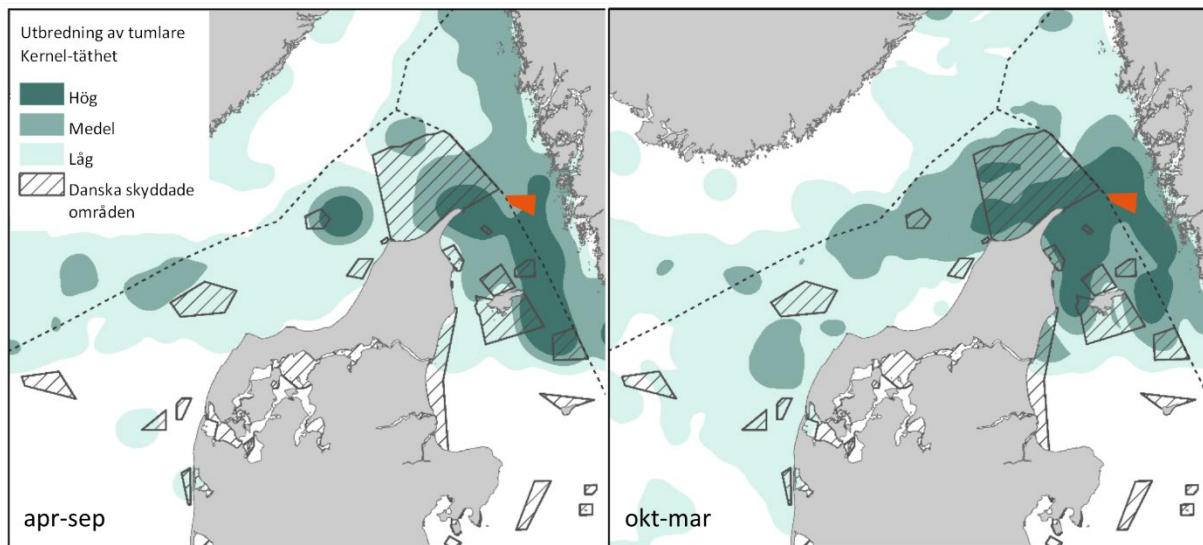 Utbredning av tumlare
Kernel-täthet
Hög
Medel
Låg
Danska skyddade
områden
apr-sep
okt-mar